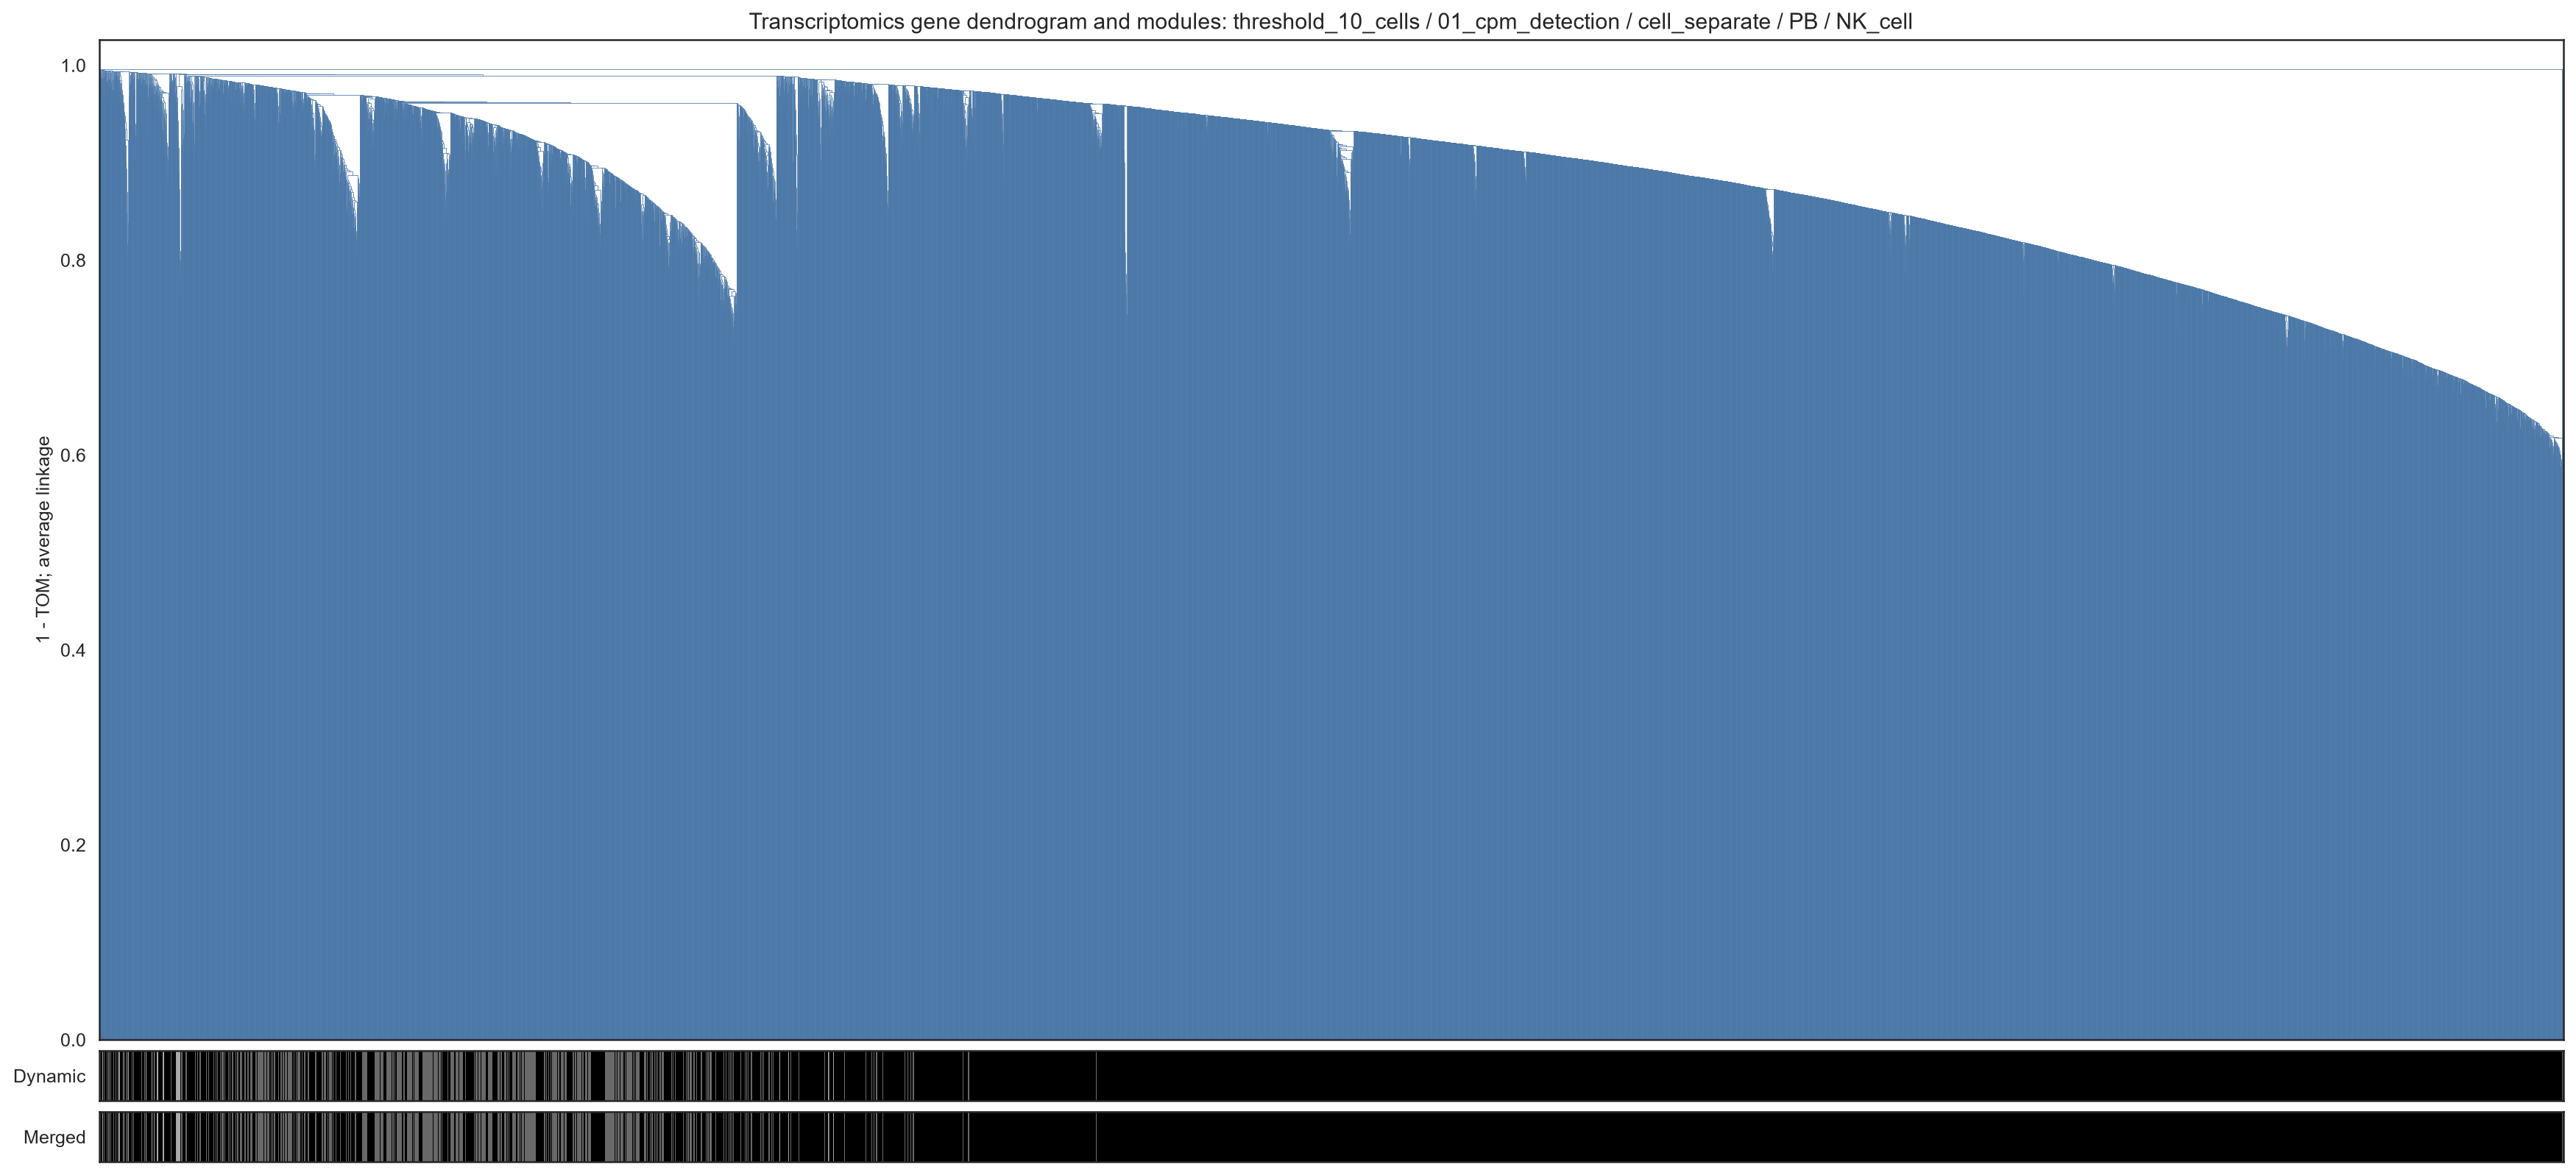 Transcriptomics gene dendrogram and modules: threshold_10_cells / 01_cpm_detection / cell_separate / PB / NK_cell
1.0
0.8
0.6
0.4
0.2
0.0
1 - TOM; average linkage
Dynamic
Merged